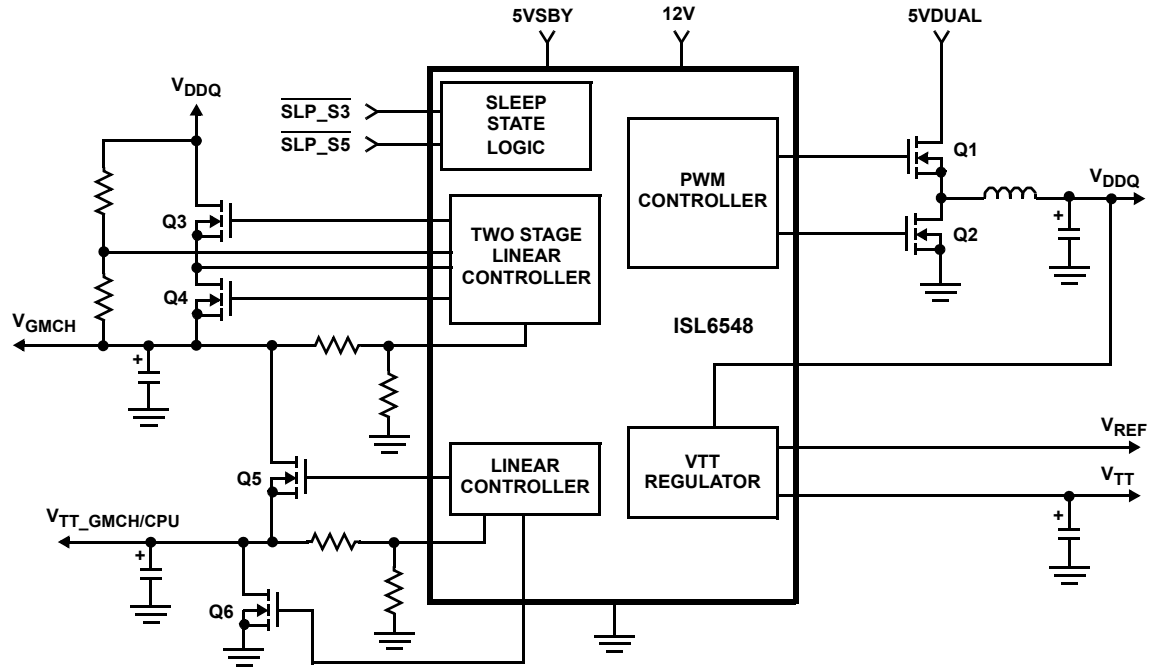 5VSBY
12V
5VDUAL
VDDQ
SLP_S3
SLP_S5
SLEEP
STATE
LOGIC
PWM
CONTROLLER
Q1
VDDQ
Q3
TWO STAGE
LINEAR
CONTROLLER
Q2
+
Q4
VGMCH
ISL6548
+
VREF
Q5
LINEAR
CONTROLLER
VTT
REGULATOR
VTT
VTT_GMCH/CPU
+
+
Q6